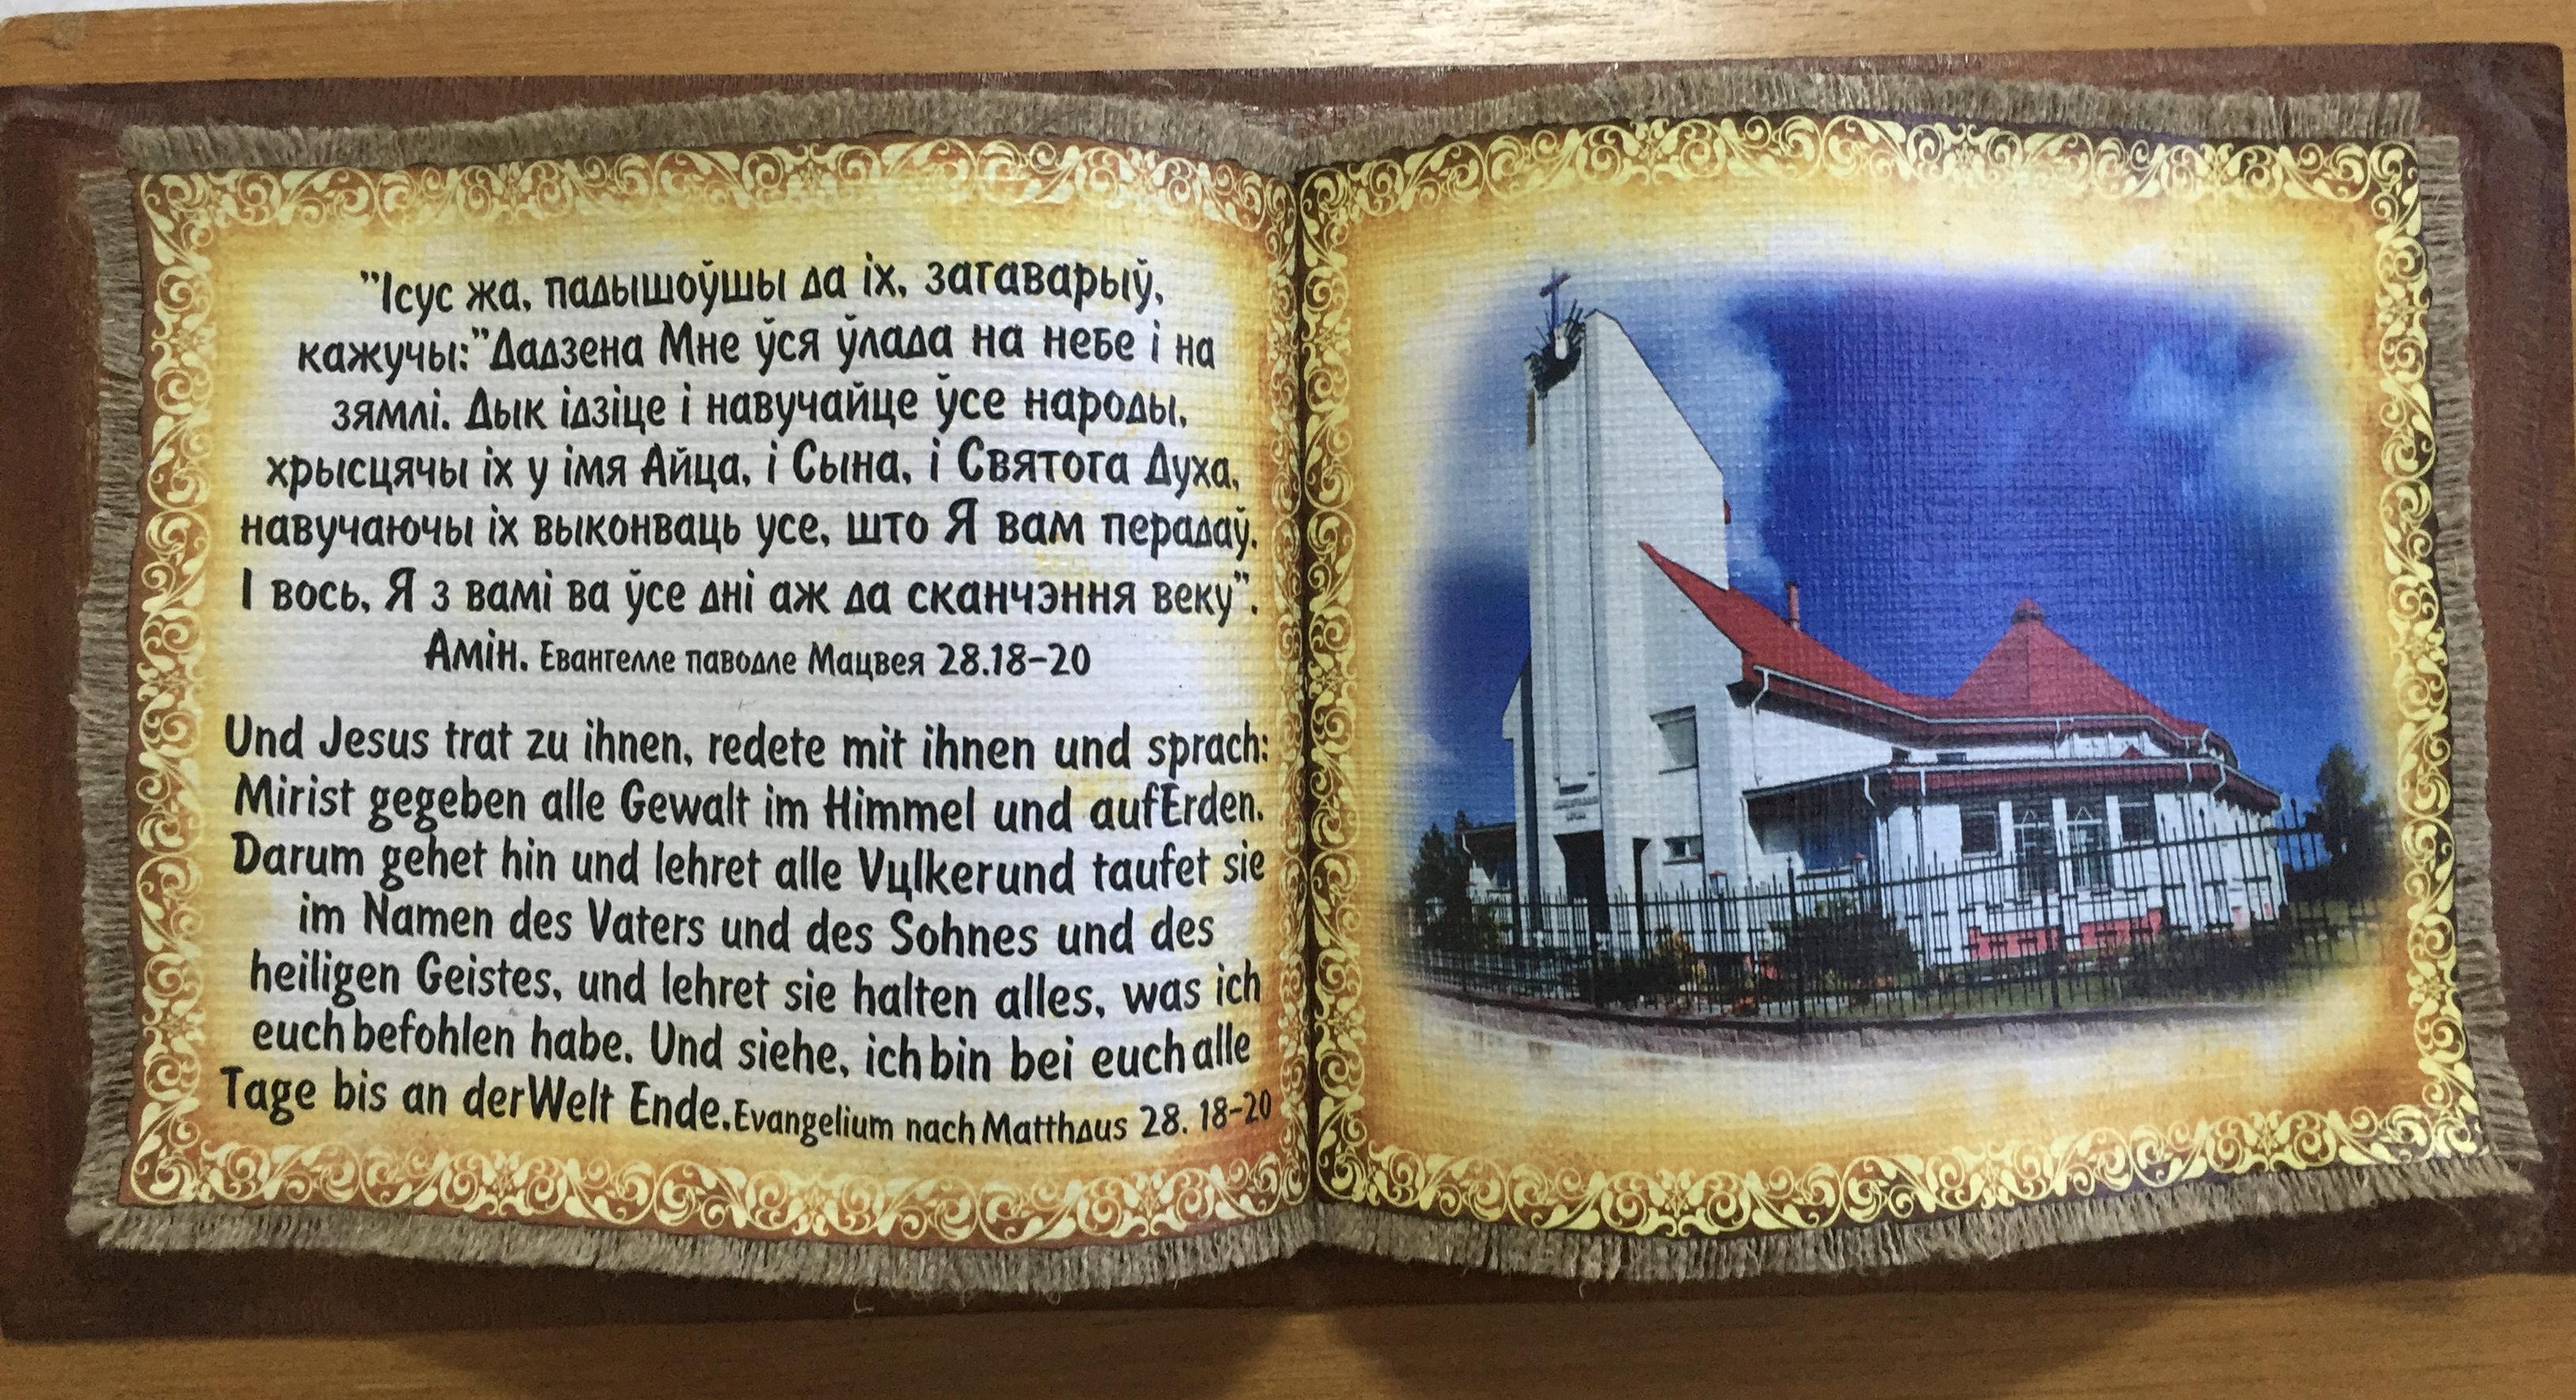 "Ісус жа, падышоўшы да іх, загаварыў,
кажучы:"Дадзена Мне ўся ўлада на небе і на
зямлі. Дык ідзіце і навучайце ўсе народы,
хрысцячы іх у імя Айца, і Сына, і Святога Духа,
навучаючы іх выконваць усе, што Я вам перадаў.
І вось, Я з вамі ва ўсе дні аж да сканчэння веку".
Амін. Евангелле паводле Мацвея 28.18-20
Und Jesus trat zu ihnen, redete mit ihnen und sprach:
Mirist gegeben alle Gewalt im Himmel und aufErden.
Darum gehet hin und lehret alle Vцlkerund taufet sie
im Namen des Vaters und des Sohnes und des
heiligen Geistes, und lehret sie halten alles, was ich
euch befohlen habe. Und siehe, ich bin bei euch alle
Tage bis an derWelt Ende. Evangelium nach Matthдus 28. 18-20